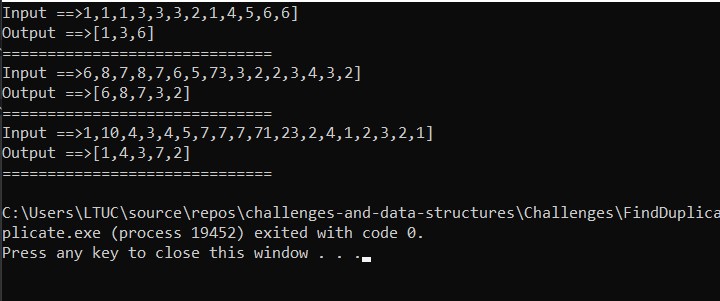 Input ==>1,1,1,3,3,3,2,1,4,5,6,6]
Output ==>[1,3,6]
==============================
Input ==>6,8,7,8,7,6,5,73,3,2,2,3,4,3,2]
Output ==>[6,8,7,3,2]
==============================
Input ==>1,10,4,3,4,5,7,7,7,71,23,2,4,1,2,3,2,1]
Output ==>[1,4,3,7,2]
==============================
C:\Users\LTUC\source\repos\challenges-and-data-structures\Challenges\FindDuplica
plicate.exe (process 19452) exited with code 0.
Press any key to close this window . . .